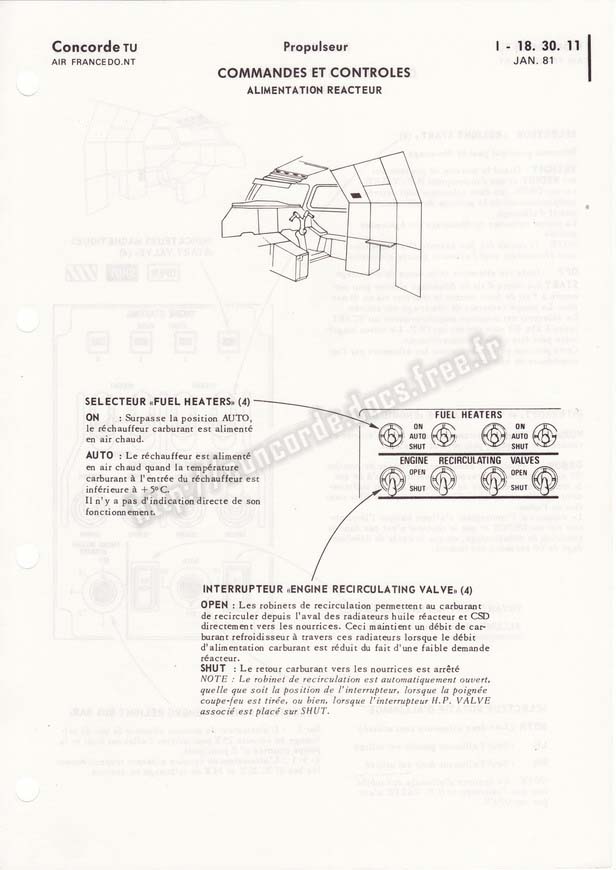 Concorde TU
AIR FRANCE DO.NT
Propulseur
COMMANDES ET CONTROLES
ALIMENTATION REACTEUR
I - 18. 30. 11
JAN. 81
SELECTEUR «FUEL HEATERS» (4)
ON : Surpasse la position AUTO,
le réchauffeur carburant est alimenté
en air chaud.
AUTO : Le réchauffeur est alimenté
en air chaud quand la température
carburant à l'entrée du réchauffeur est
inférieure à +5°C.
Il n'y a pas d'indication directe de son
fonctionnement.
FUEL HEATERS
ON ON
AUTO AUTO
SHUT SHUT
ENGINE RECIRCULATING VALVES
OPEN OPEN
SHUT SHUT
INTERRUPTEUR «ENGINE RECIRCULATING VALVE» (4)
OPEN : Les robinets de recirculation permettent au carburant
de recirculer depuis l'aval des radiateurs huile réacteur et CSD
directement vers les nourrices. Ceci maintient un débit de car-
burant refroidisseur à travers ces radiateurs lorsque le débit
d'alimentation carburant est réduit du fait d'une faible demande
réacteur.
SHUT : Le retour carburant vers les nourrices est arrêté
NOTE : Le robinet de recirculation est automatiquement ouvert,
quelle que soit la position de l'interrupteur, lorsque la poignée
coupe-feu est tirée, ou bien, lorsque l'interrupteur H.P. VALVE
associé est placé sur SHUT.
http://concorde.docs.free.fr